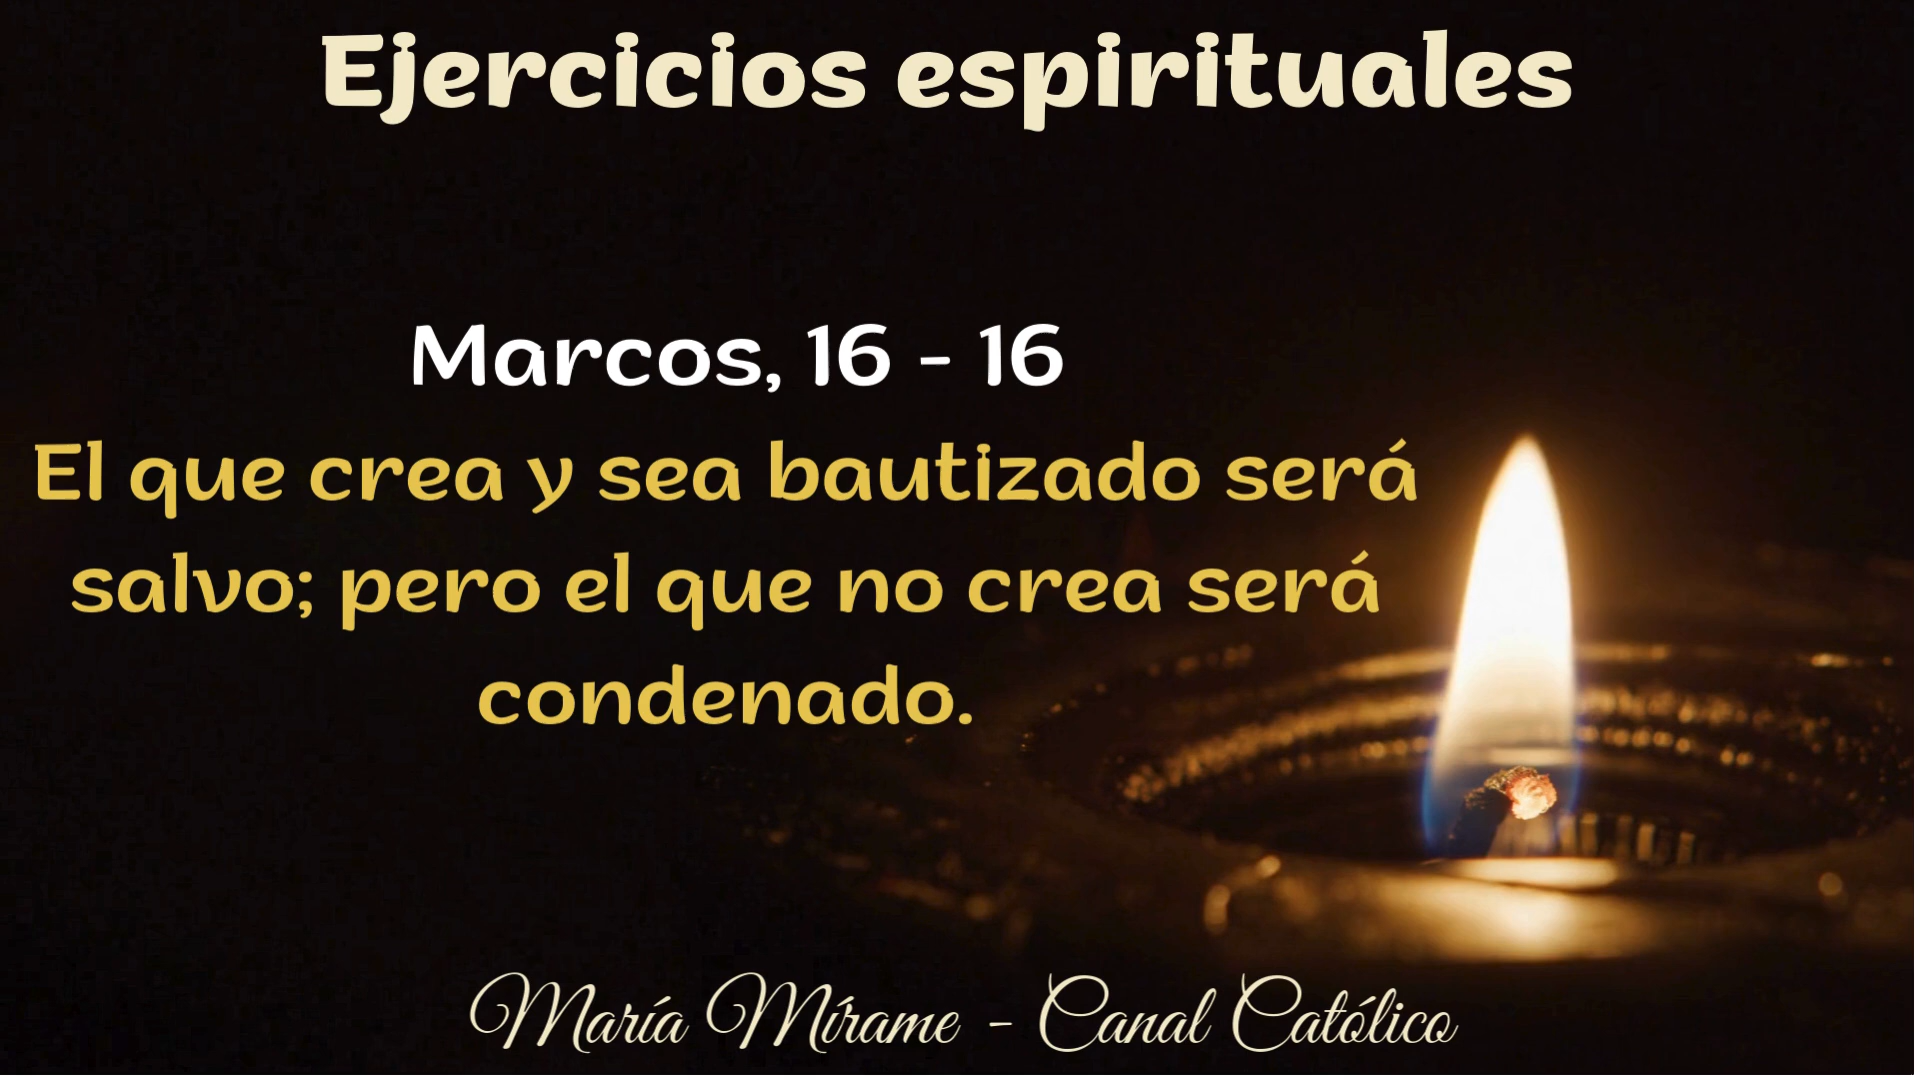 Ejercicios espirituales
Marcos, 16 - 16
El que crea y sea bautizado será
salvo; pero el que no crea será
condenado.
María Mírame - Canal Católico